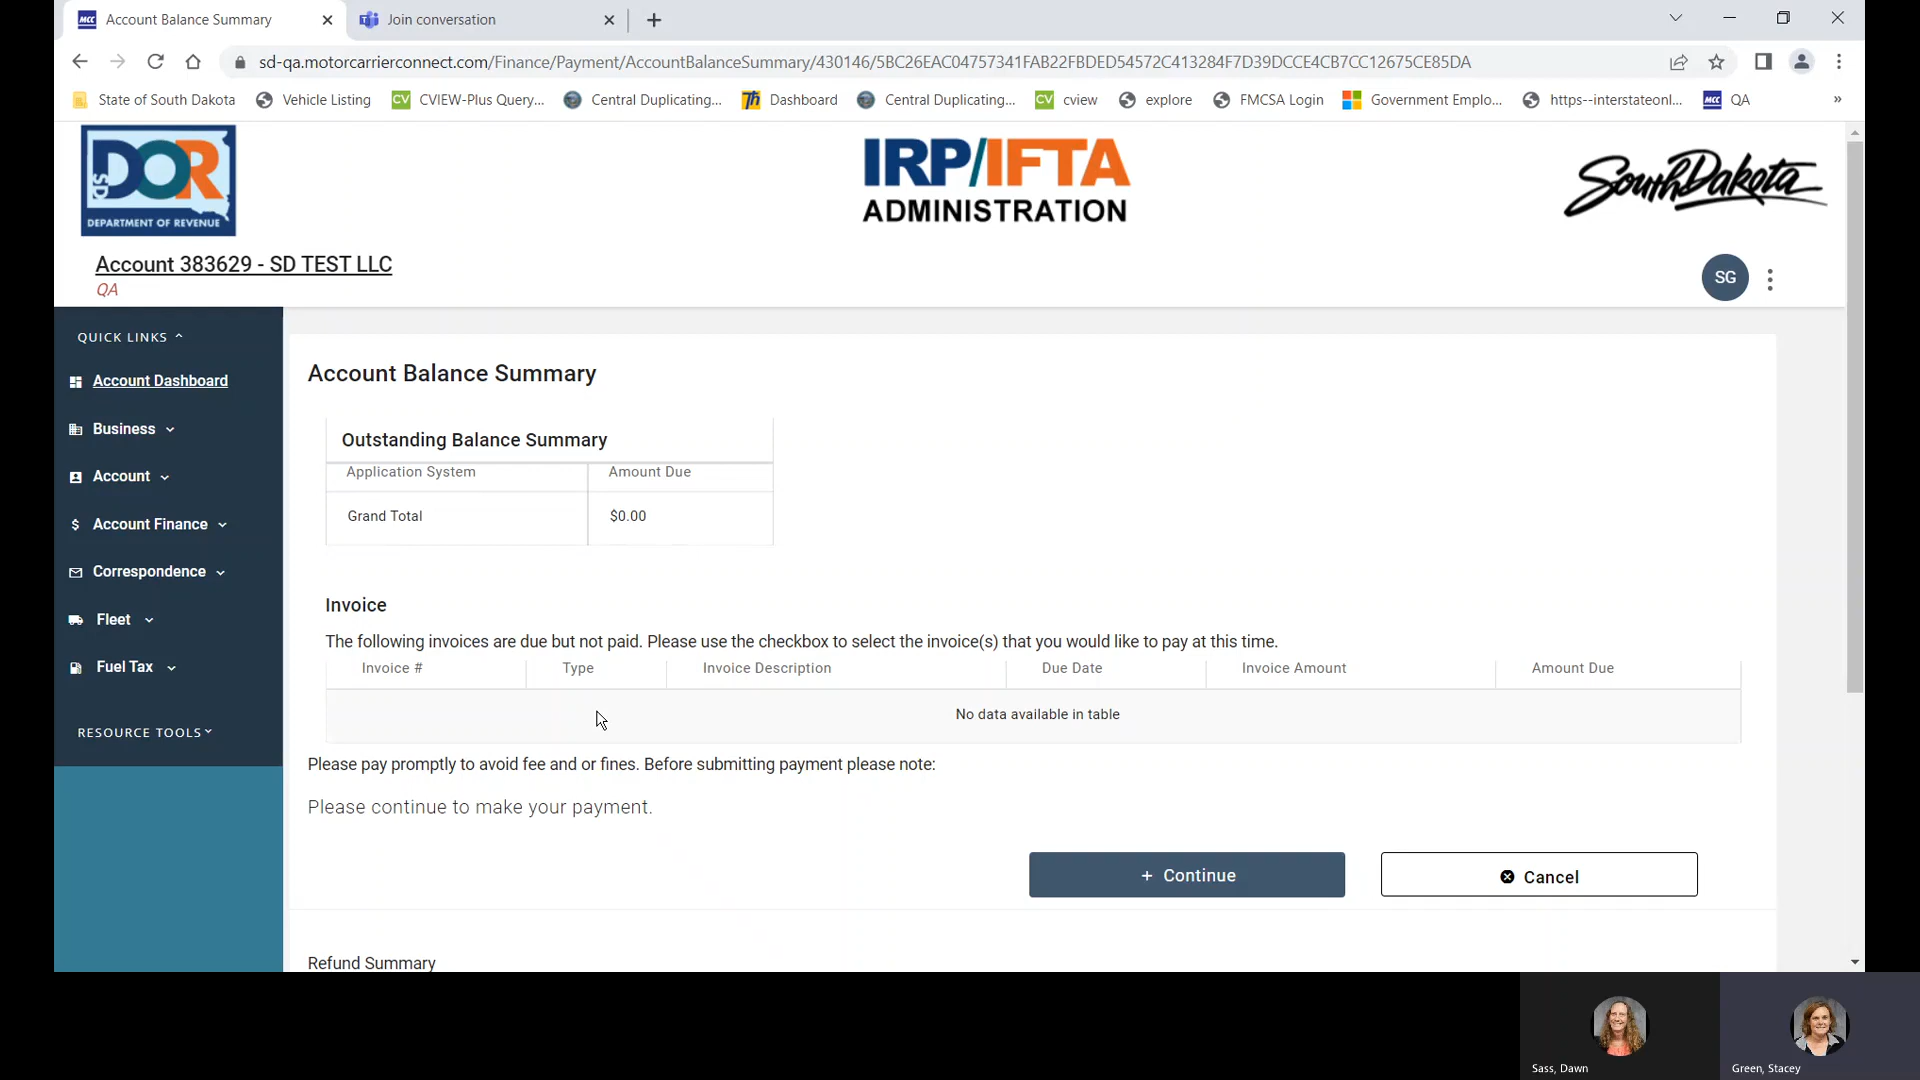 Account Balance Summary
Join conversation
sd-qa.motorcarrierconnect.com/Finance/Payment/AccountBalanceSummary/430146/5BC26EAC04757341FAB22FBDED54572C413284F7D39DCCE4CB7CC12675CE85DA
State of South Dakota Vehicle Listing CV CVIEW-Plus Query... Central Duplicating... Th Dashboard Central Duplicating... CV cview explore FMCSA Login Government Emplo... https--interstateonl... MCC QA »
SD DOR
DEPARTMENT OF REVENUE
IRP/IFTA
ADMINISTRATION
South Dakota
Account 383629 - SD TEST LLC
QA
SG
QUICK LINKS
Account Dashboard
Business
Account
Account Finance
Correspondence
Fleet
Fuel Tax
RESOURCE TOOLS
Account Balance Summary
Outstanding Balance Summary
Application System Amount Due
Grand Total $0.00
Invoice
The following invoices are due but not paid. Please use the checkbox to select the invoice(s) that you would like to pay at this time.
Invoice # Type Invoice Description Due Date Invoice Amount Amount Due
No data available in table
Please pay promptly to avoid fee and or fines. Before submitting payment please note:
Please continue to make your payment.
+ Continue
Cancel
Refund Summary
Sass, Dawn
Green, Stacey